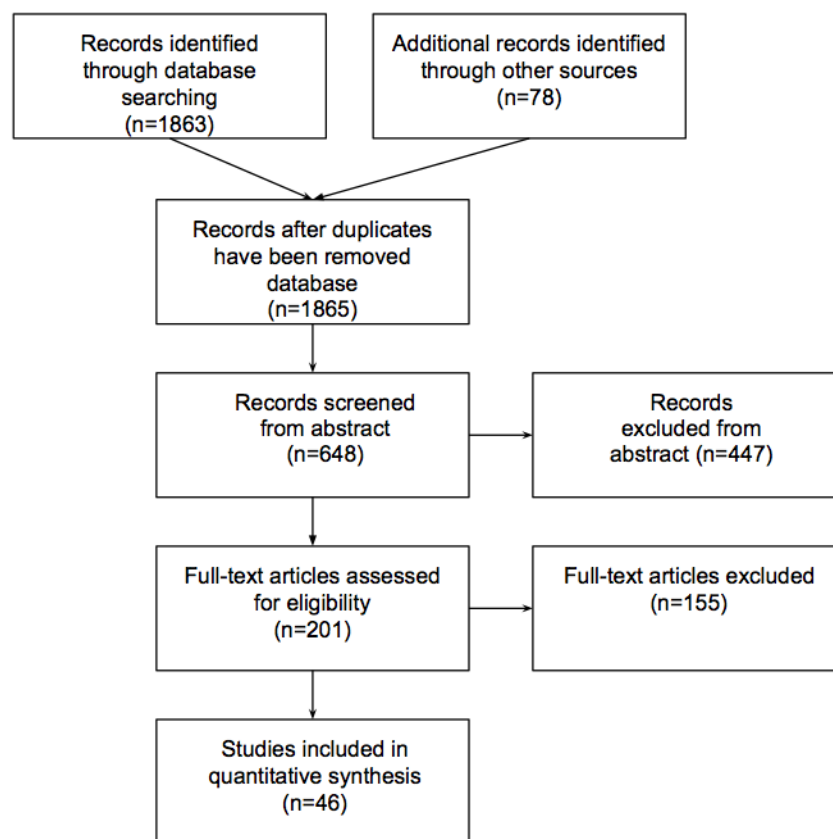 Records identified
through database
searching
(n=1863)
Additional records identified
through other sources
(n=78)
Records after duplicates
have been removed
database
(n=1865)
Records screened
from abstract
(n=648)
Records
excluded from
abstract (n=447)
Full-text articles assessed
for eligibility
(n=201)
Full-text articles excluded
(n=155)
Studies included in
quantitative synthesis
(n=46)